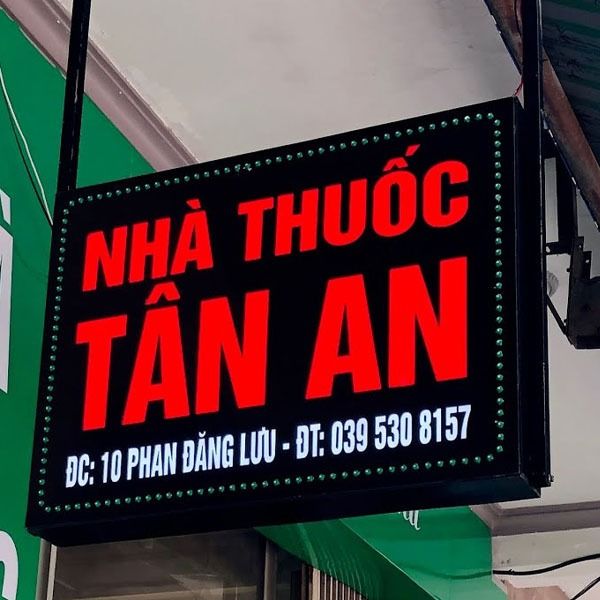 NHÀ THUỐC
TÂN AN
ĐC: 10 PHAN ĐĂNG LƯU - ĐT: 039 530 8157